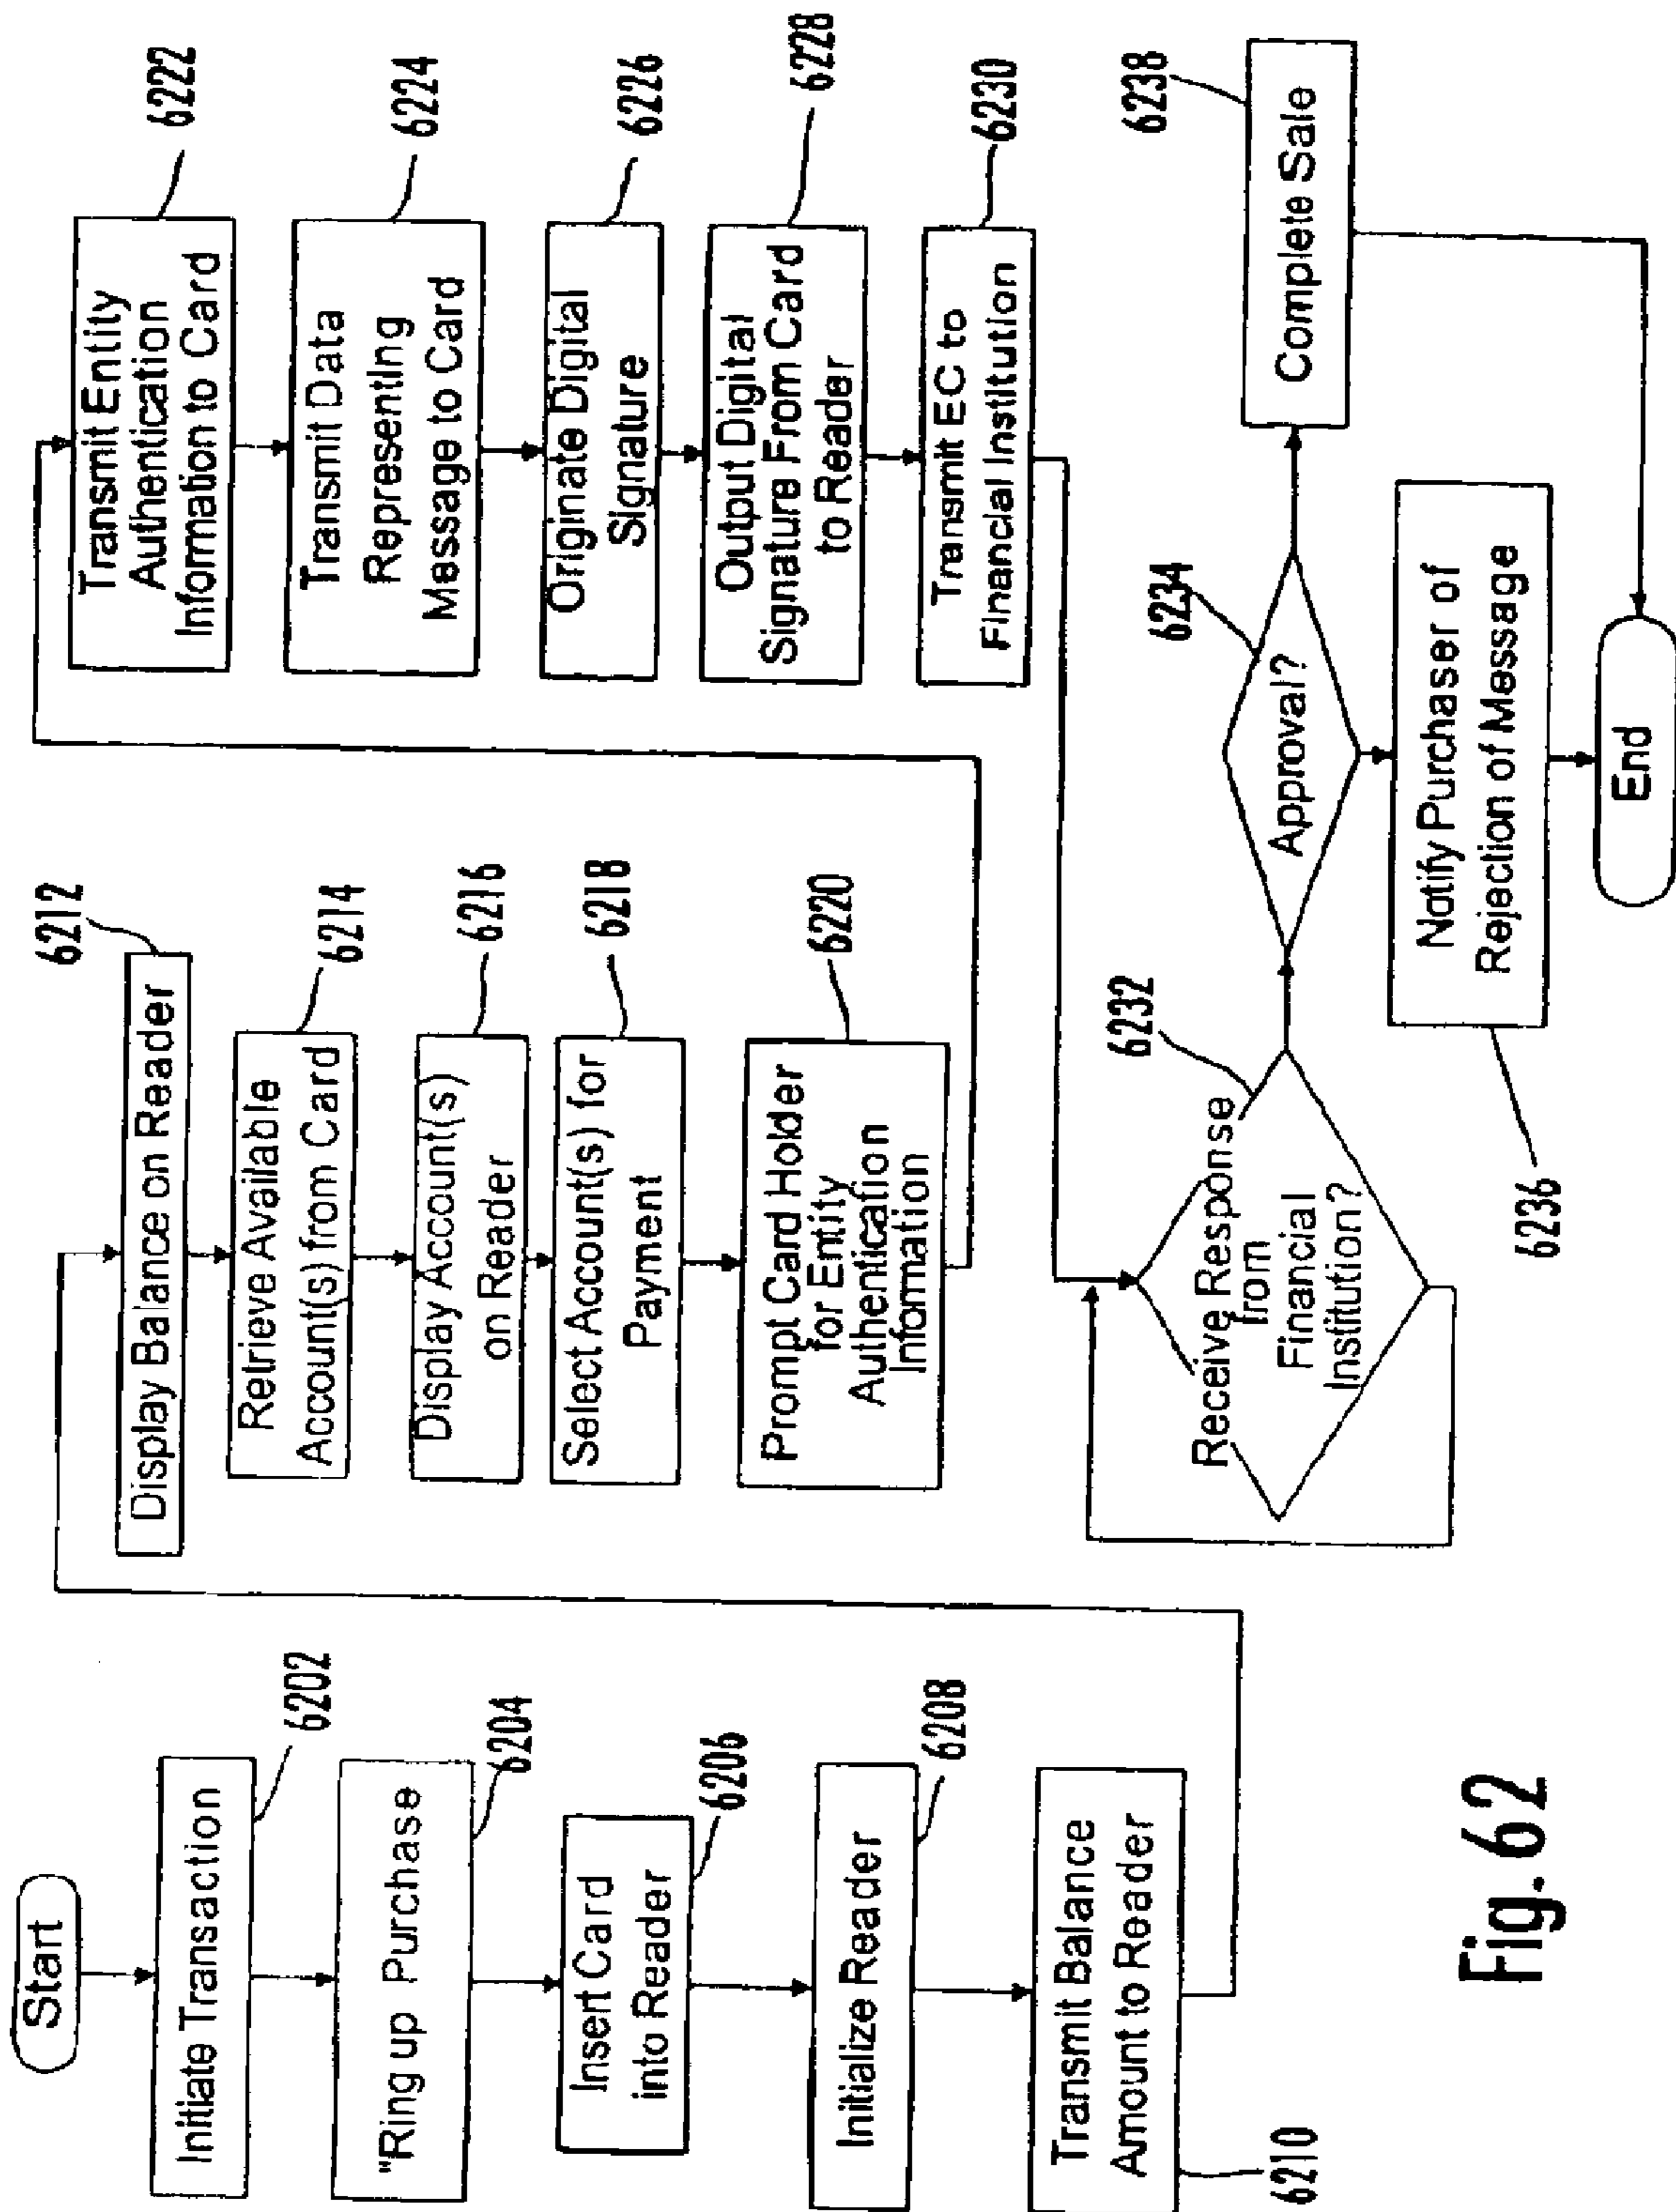 Start
Initiate Transaction
6202
"Ring up Purchase
6204
Insert Card
into Reader
6206
Initialize Reader
6208
Transmit Balance
Amount to Reader
6210
6212
Display Balance on Reader
Retrieve Available
Account(s) from Card
6214
Display Account(s)
on Reader
6216
Select Account(s) for
Payment
6218
Prompt Card Holder
for Entity
Authentication
Information
6220
Transmit Entity
Authentication
Information to Card
6222
Transmit Data
Representing
Message to Card
6224
Originate Digital
Signature
6226
Output Digital
Signature From Card
to Reader
6228
Transmit EC to
Financial Institution
6230
Receive Response
from
Financial
Institution?
6232
Approval?
6234
Notify Purchaser of
Rejection of Message
6236
Complete Sale
6238
End
Fig. 62